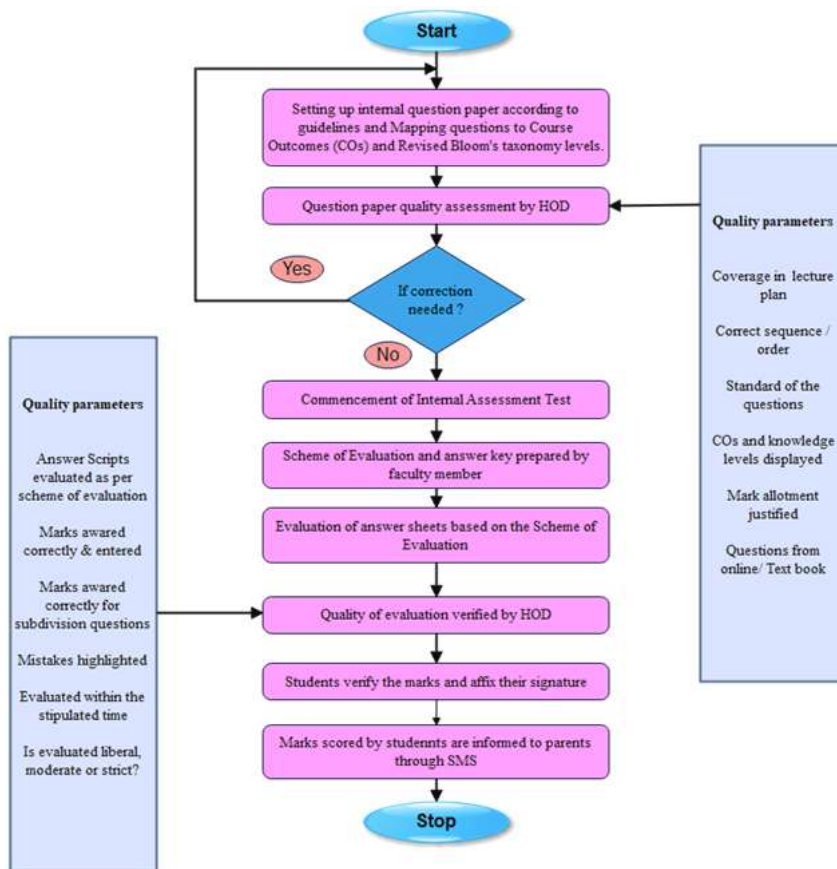 Start
Setting up internal question paper according to
guidelines and Mapping questions to Course
Outcomes (COs) and Revised Bloom's taxonomy levels.
Question paper quality assessment by HOD
Yes
If correction
needed ?
No
Commencement of Internal Assessment Test
Scheme of Evaluation and answer key prepared by
faculty member
Evaluation of answer sheets based on the Scheme of
Evaluation
Quality of evaluation verified by HOD
Students verify the marks and affix their signature
Marks scored by studennts are informed to parents
through SMS
Stop
Quality parameters
Answer Scripts
evaluated as per
scheme of evaluation
Marks awared
correctly & entered
Marks awared
correctly for
subdivision questions
Mistakes highlighted
Evaluated within the
stipulated time
Is evaluated liberal,
moderate or strict?
Quality parameters
Coverage in lecture
plan
Correct sequence /
order
Standard of the
questions
COs and knowledge
levels displayed
Mark allotment
justified
Questions from
online/ Text book